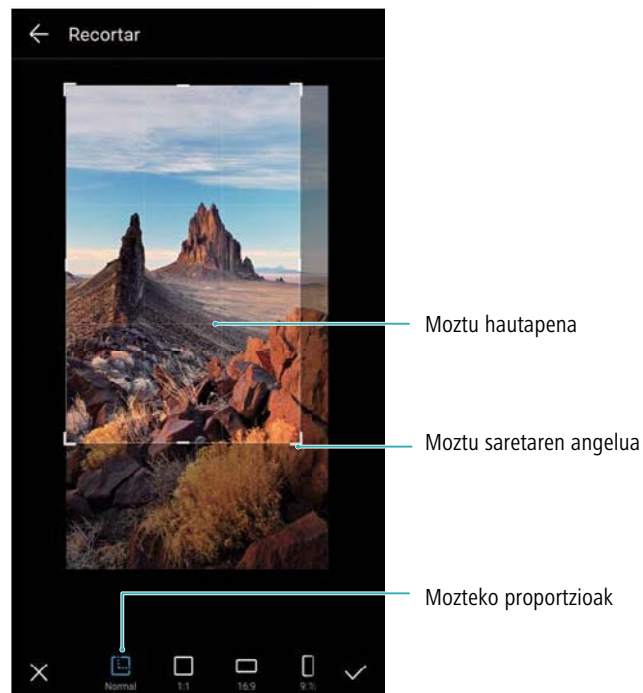 Recortar
Moztu hautapena
Moztu saretaren angelua
Mozteko proportzioak
Normal
1:1
16:9